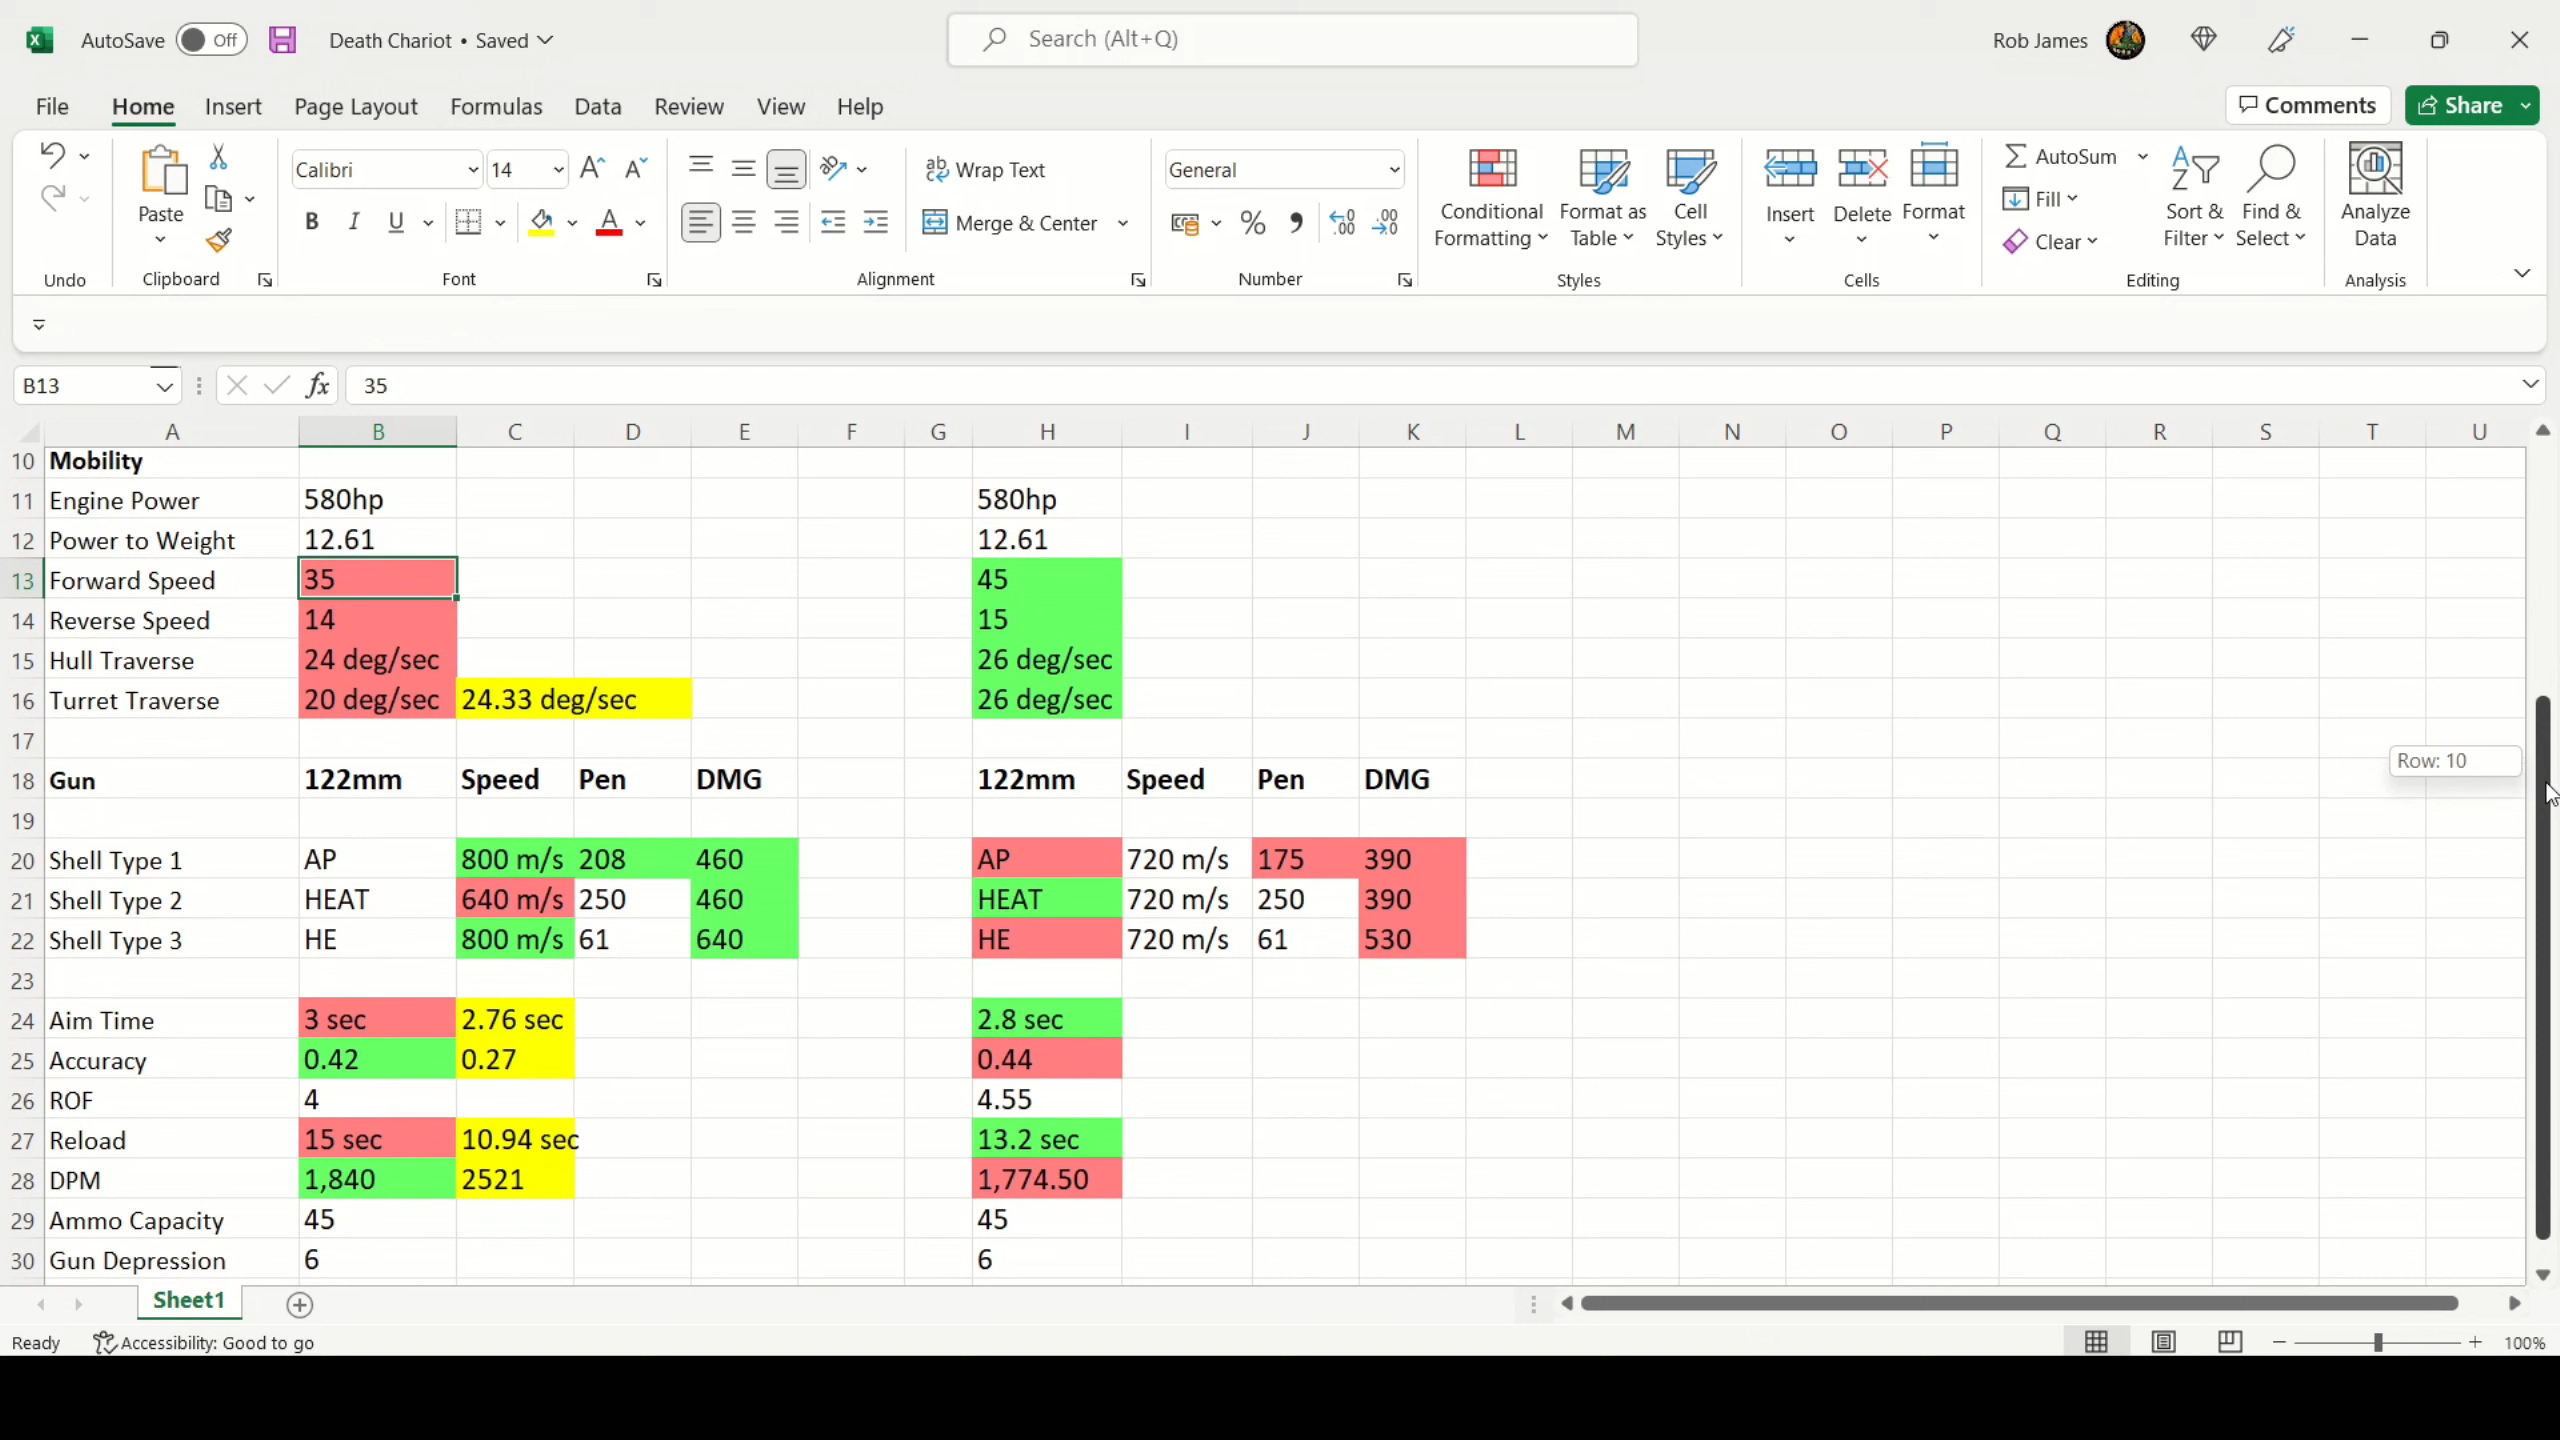 AutoSave Off Death Chariot • Saved Search (Alt+Q) Rob James
File Home Insert Page Layout Formulas Data Review View Help Comments Share
Calibri 14 Wrap Text General AutoSum
Paste B I U Merge & Center Conditional Formatting Format as Table Cell Styles Insert Delete Format Fill Clear Sort & Filter Find & Select Analyze Data
Undo Clipboard Font Alignment Number Styles Cells Editing Analysis
B13 fx 35
A B C D E F G H I J K L M N O P Q R S T U
10 Mobility
11 Engine Power 580hp 580hp
12 Power to Weight 12.61 12.61
13 Forward Speed 35 45
14 Reverse Speed 14 15
15 Hull Traverse 24 deg/sec 26 deg/sec
16 Turret Traverse 20 deg/sec 24.33 deg/sec 26 deg/sec
17
Row: 10
18 Gun 122mm Speed Pen DMG 122mm Speed Pen DMG
19
20 Shell Type 1 AP 800 m/s 208 460 AP 720 m/s 175 390
21 Shell Type 2 HEAT 640 m/s 250 460 HEAT 720 m/s 250 390
22 Shell Type 3 HE 800 m/s 61 640 HE 720 m/s 61 530
23
24 Aim Time 3 sec 2.76 sec 2.8 sec
25 Accuracy 0.42 0.27 0.44
26 ROF 4 4.55
27 Reload 15 sec 10.94 sec 13.2 sec
28 DPM 1,840 2521 1,774.50
29 Ammo Capacity 45 45
30 Gun Depression 6 6
Sheet1
Ready Accessibility: Good to go 100%